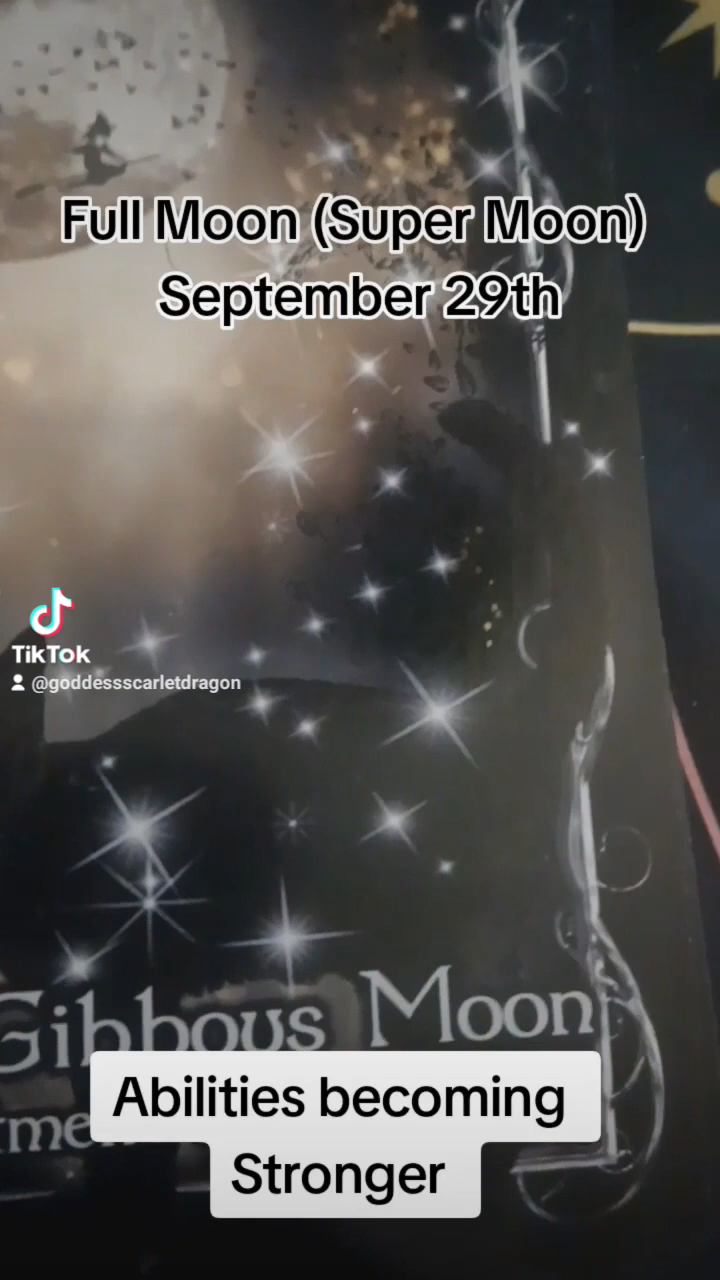 Full Moon (Super Moon)
September 29th
TikTok
@goddessscarletdragon
Gibbous Moon
Abilities becoming
Stronger